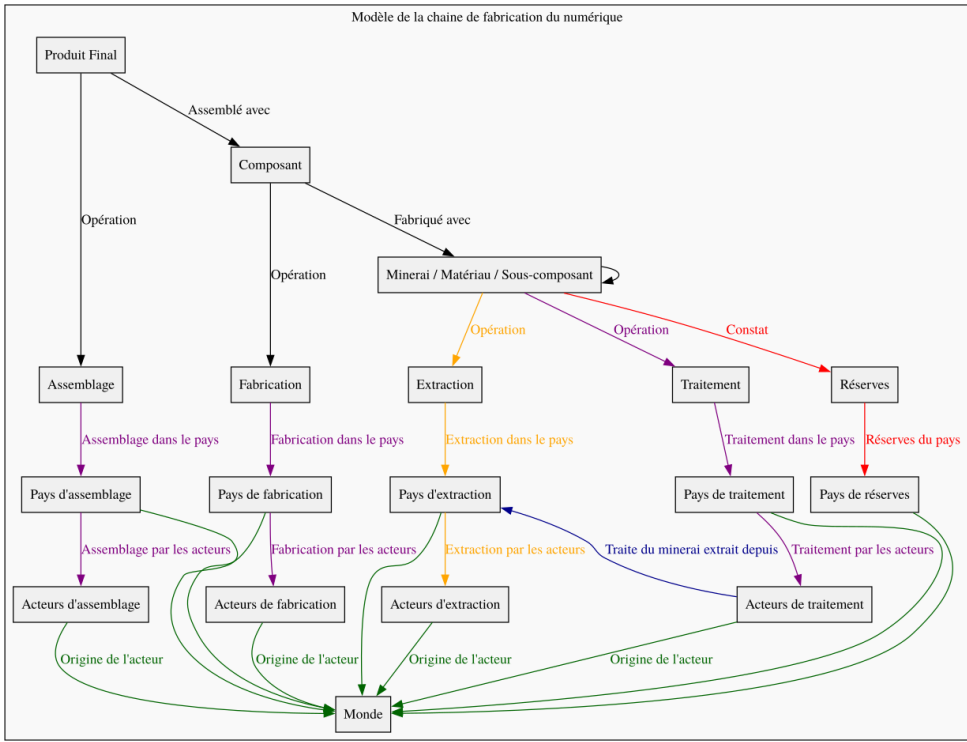 Modèle de la chaine de fabrication du numérique
Produit Final
Assemblé avec
Composant
Opération
Opération
Fabriqué avec
Minerai / Matériau / Sous-composant
Opération
Opération
Constat
Assemblage
Fabrication
Extraction
Traitement
Réserves
Assemblage dans le pays
Fabrication dans le pays
Extraction dans le pays
Traitement dans le pays
Réserves du pays
Pays d'assemblage
Pays de fabrication
Pays d'extraction
Pays de traitement
Pays de réserves
Assemblage par les acteurs
Fabrication par les acteurs
Extraction par les acteurs
Traite du minerai extrait depuis
Traitement par les acteurs
Acteurs d'assemblage
Acteurs de fabrication
Acteurs d'extraction
Acteurs de traitement
Origine de l'acteur
Origine de l'acteur
Origine de l'acteur
Origine de l'acteur
Monde